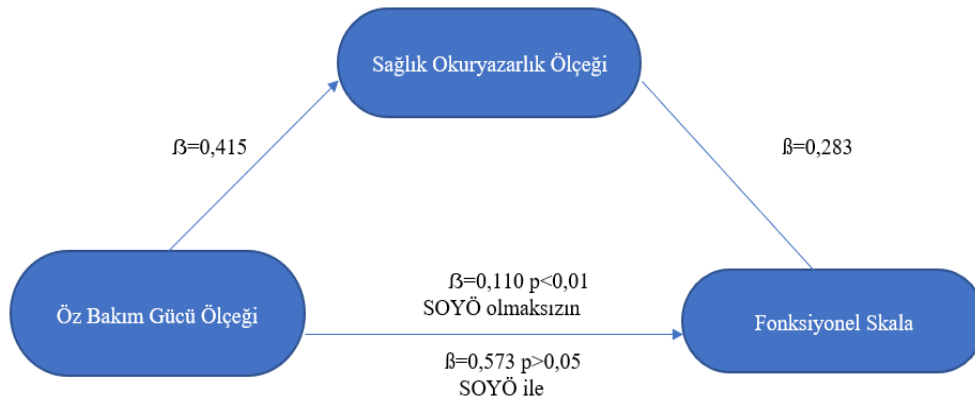 Sağlık Okuryazarlık Ölçeği
ß=0,415
ß=0,283
ß=0,110 p<0,01
SOYÖ olmaksızın
Öz Bakım Gücü Ölçeği
Fonksiyonel Skala
ß=0,573 p>0,05
SOYÖ ile